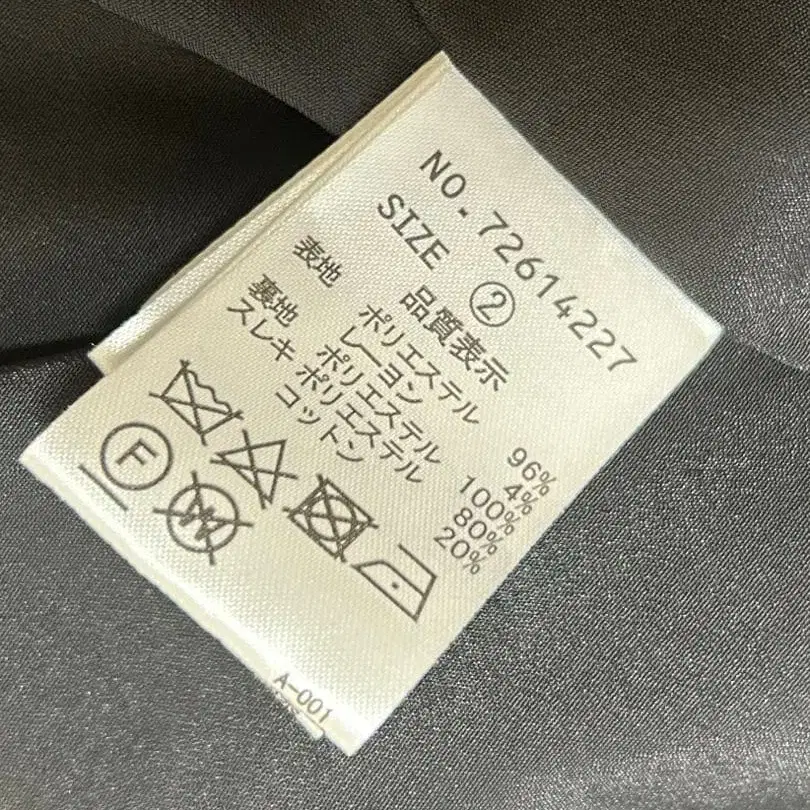 NO.72614227
SIZE ②
品質表示
表地 ポリエステル 96%
レーヨン 4%
裏地 ポリエステル 100%
スレキ ポリエステル 80%
コットン 20%
F
W
A-001